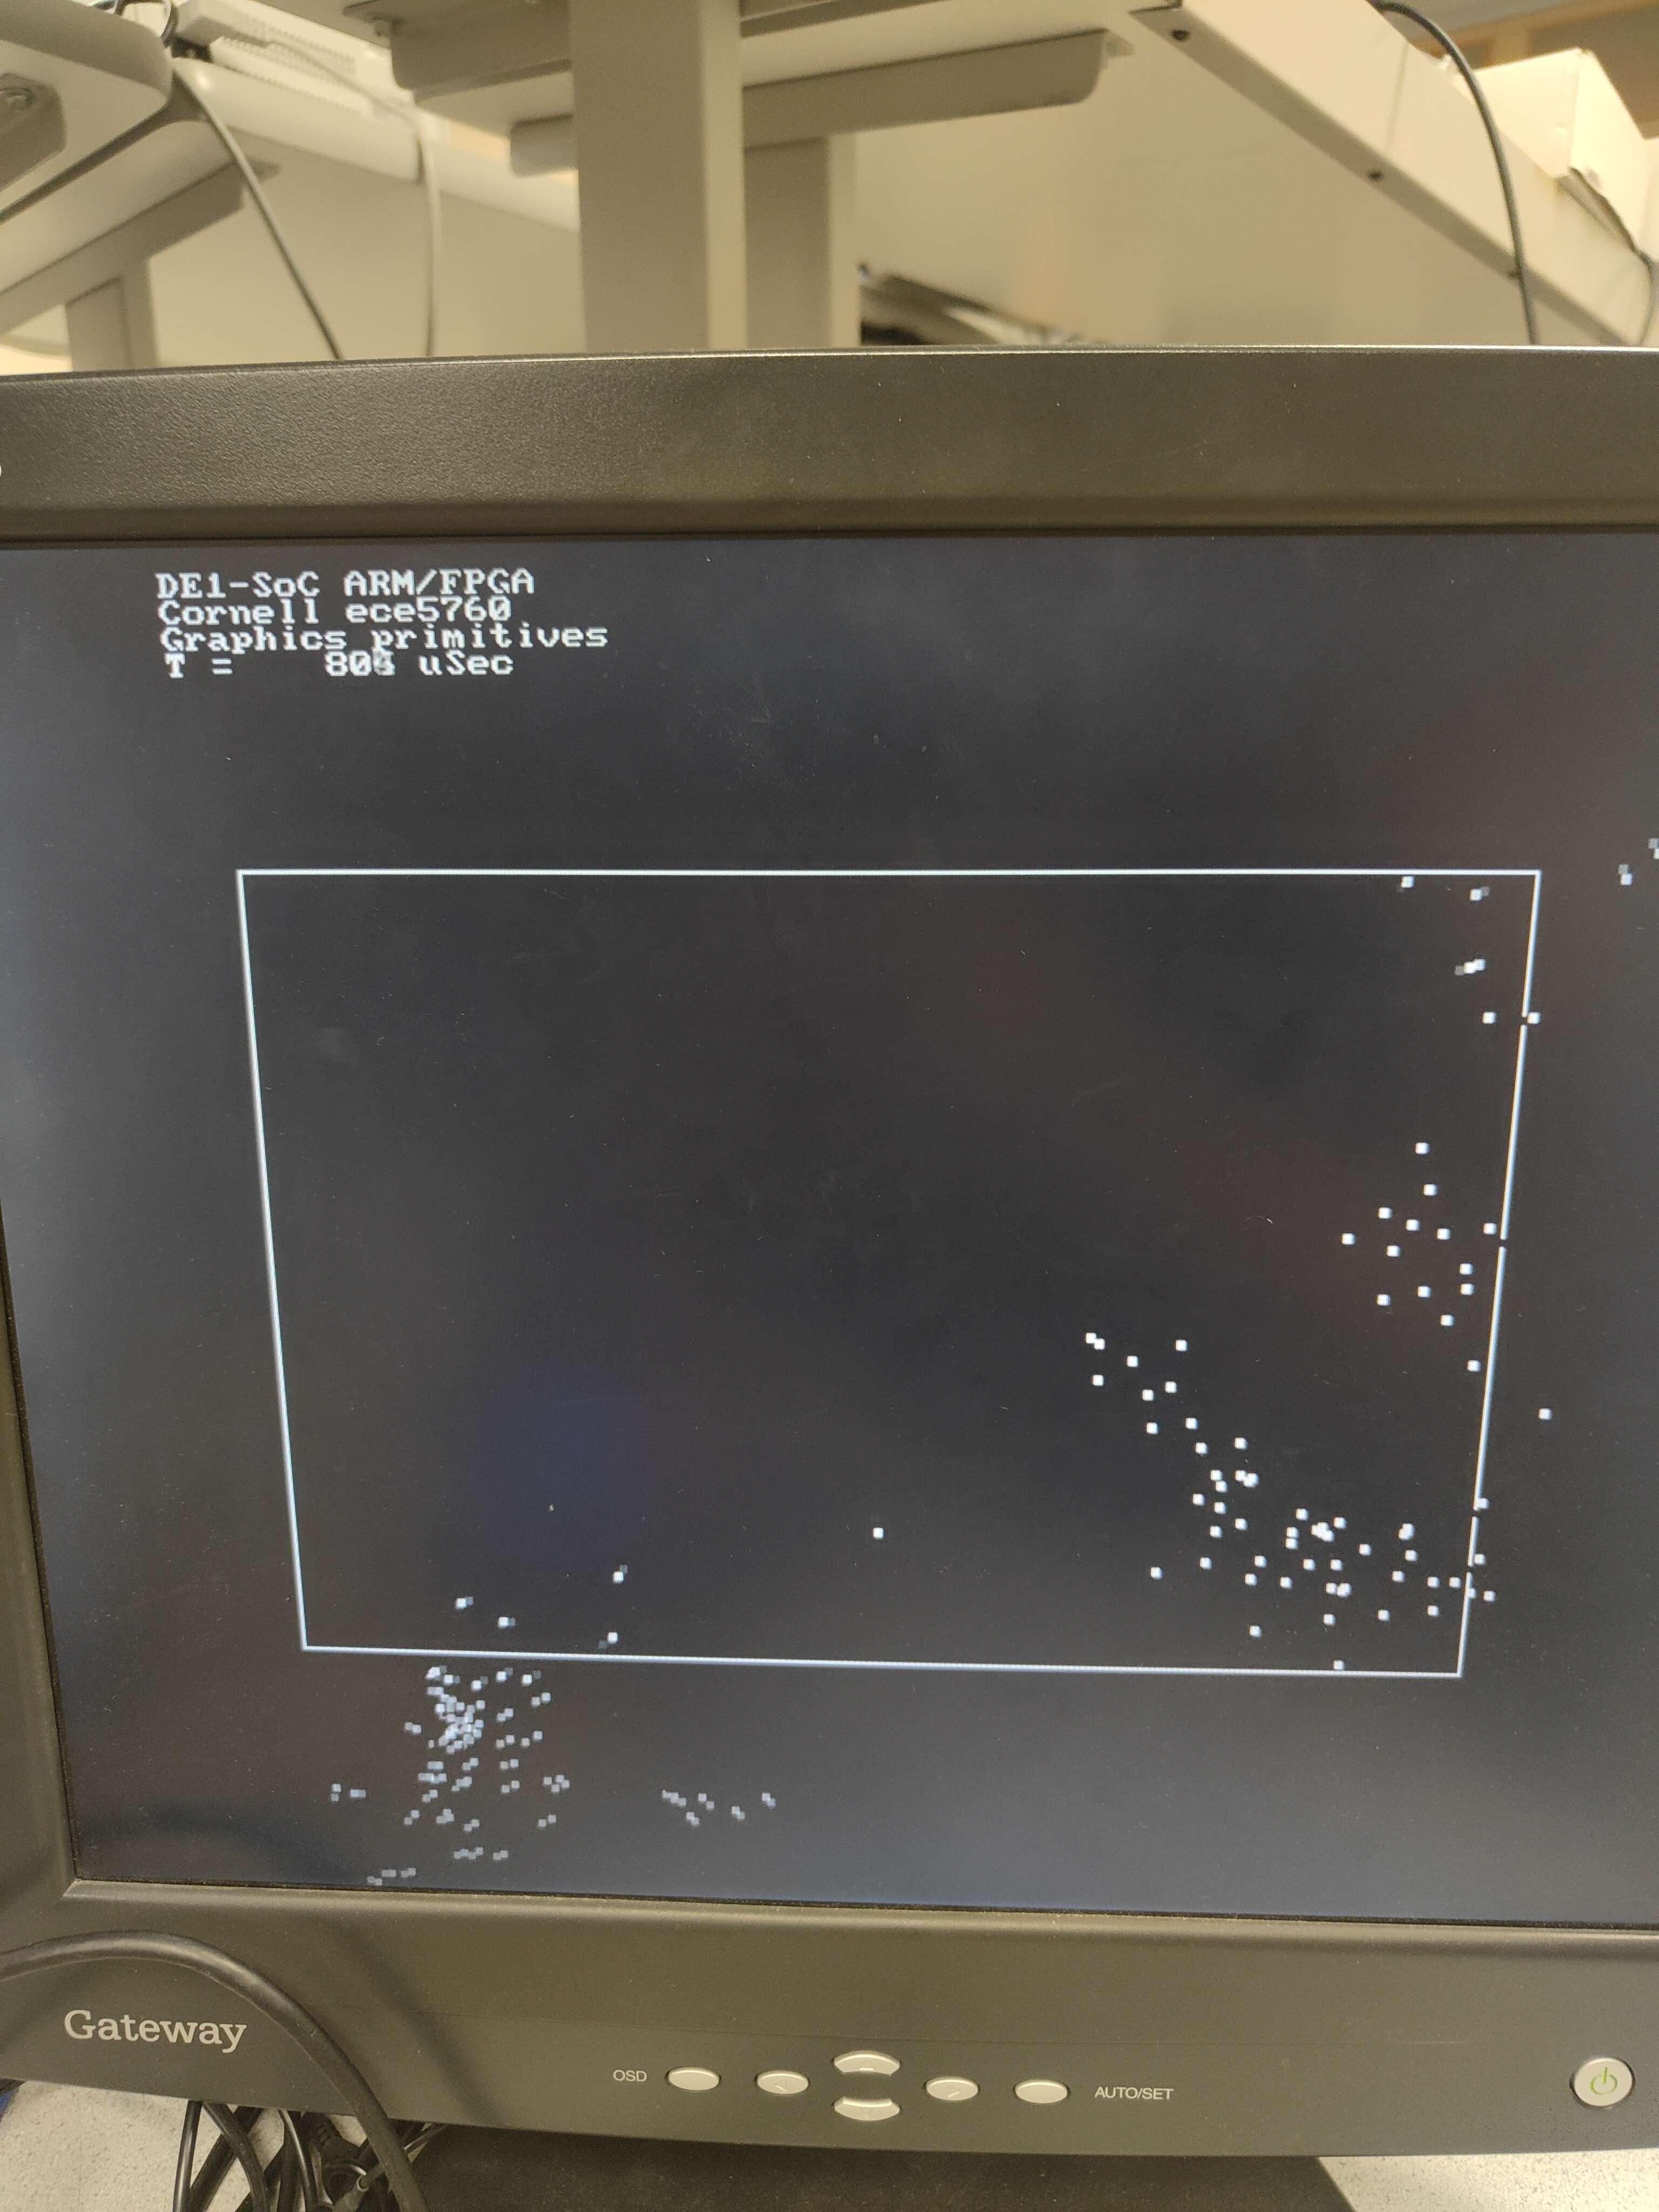 DE1-SoC ARM/FPGA
Cornell ece5760
Graphics primitives
T = uSec
Gateway
OSD
AUTO/SET